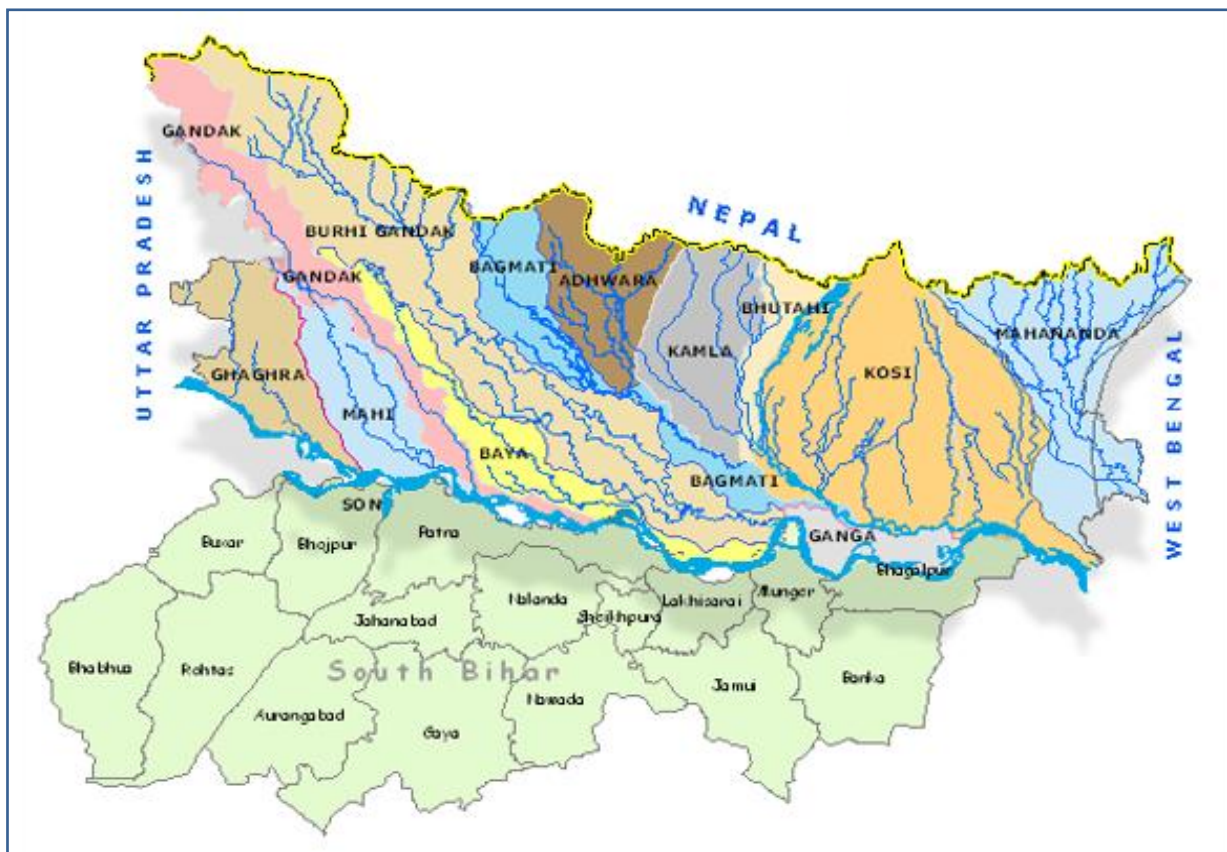 GANDAK
UTTAR PRADESH
NEPAL
BURHI GANDAK
BAGMATI
ADHWARA
GANDAK
BHUTAHI
MAHANANDA
KAMLA
KOSI
GHAGHRA
MAHI
BAYA
BAGMATI
WEST BENGAL
SON
GANGA
Buxar
Bhojpur
Patna
Bhagalpur
Nalanda
Lakhisarai
Munger
Jahanabad
Sheikhpura
Bhabhua
Rohtas
South Bihar
Jamui
Banka
Nawada
Aurangabad
Gaya